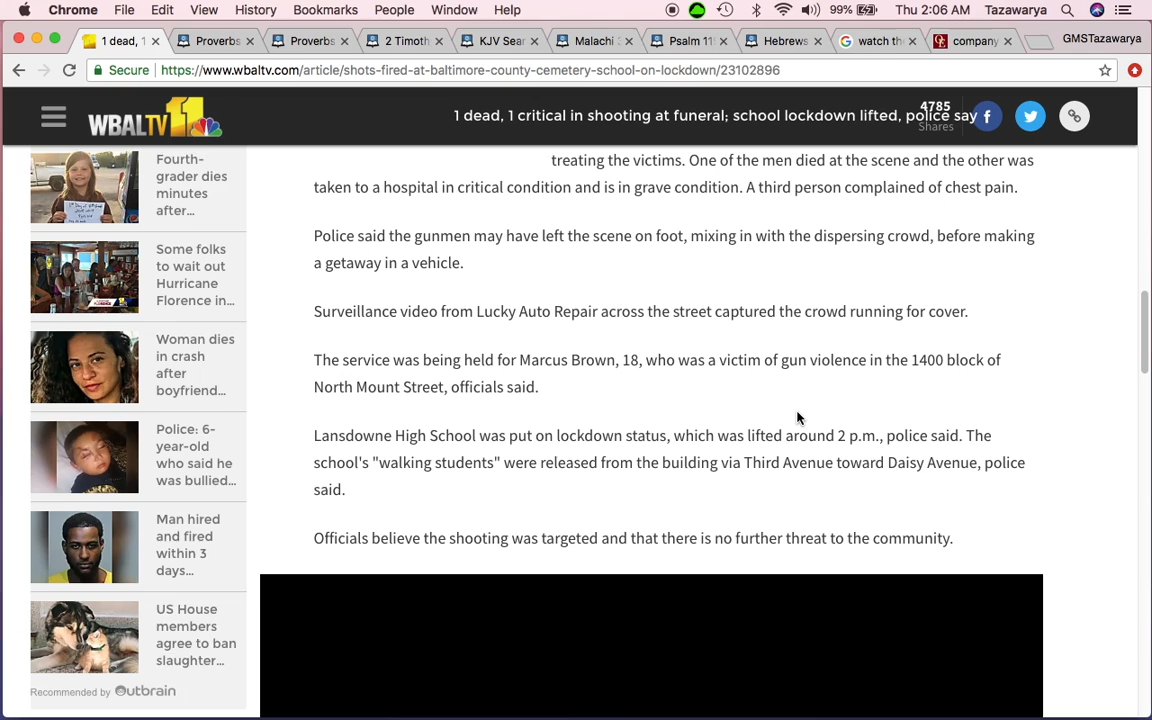 Chrome File Edit View History Bookmarks People Window Help 99% Thu 2:06 AM Tazawarya
1 dead, 1 Proverbs Proverbs 2 Timoth KJV Sear Malachi Psalm 11 Hebrews watch the company GMSTazawarya
Secure https://www.wbaltv.com/article/shots-fired-at-baltimore-county-cemetery-school-on-lockdown/23102896
WBALTV 11
1 dead, 1 critical in shooting at funeral; school lockdown lifted, police say
4785
Shares
Fourth-
grader dies
minutes
after...
Some folks
to wait out
Hurricane
Florence in...
Woman dies
in crash
after
boyfriend...
Police: 6-
year-old
who said he
was bullied...
Man hired
and fired
within 3
days...
US House
members
agree to ban
slaughter...
Recommended by Outbrain
treating the victims. One of the men died at the scene and the other was
taken to a hospital in critical condition and is in grave condition. A third person complained of chest pain.
Police said the gunmen may have left the scene on foot, mixing in with the dispersing crowd, before making
a getaway in a vehicle.
Surveillance video from Lucky Auto Repair across the street captured the crowd running for cover.
The service was being held for Marcus Brown, 18, who was a victim of gun violence in the 1400 block of
North Mount Street, officials said.
Lansdowne High School was put on lockdown status, which was lifted around 2 p.m., police said. The
school's "walking students" were released from the building via Third Avenue toward Daisy Avenue, police
said.
Officials believe the shooting was targeted and that there is no further threat to the community.